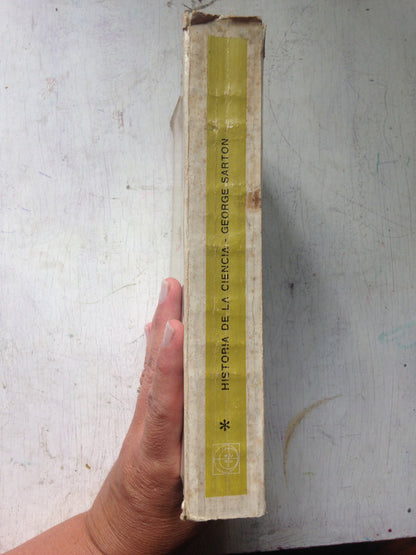 * HISTORIA DE LA CIENCIA - GEORGE SARTON